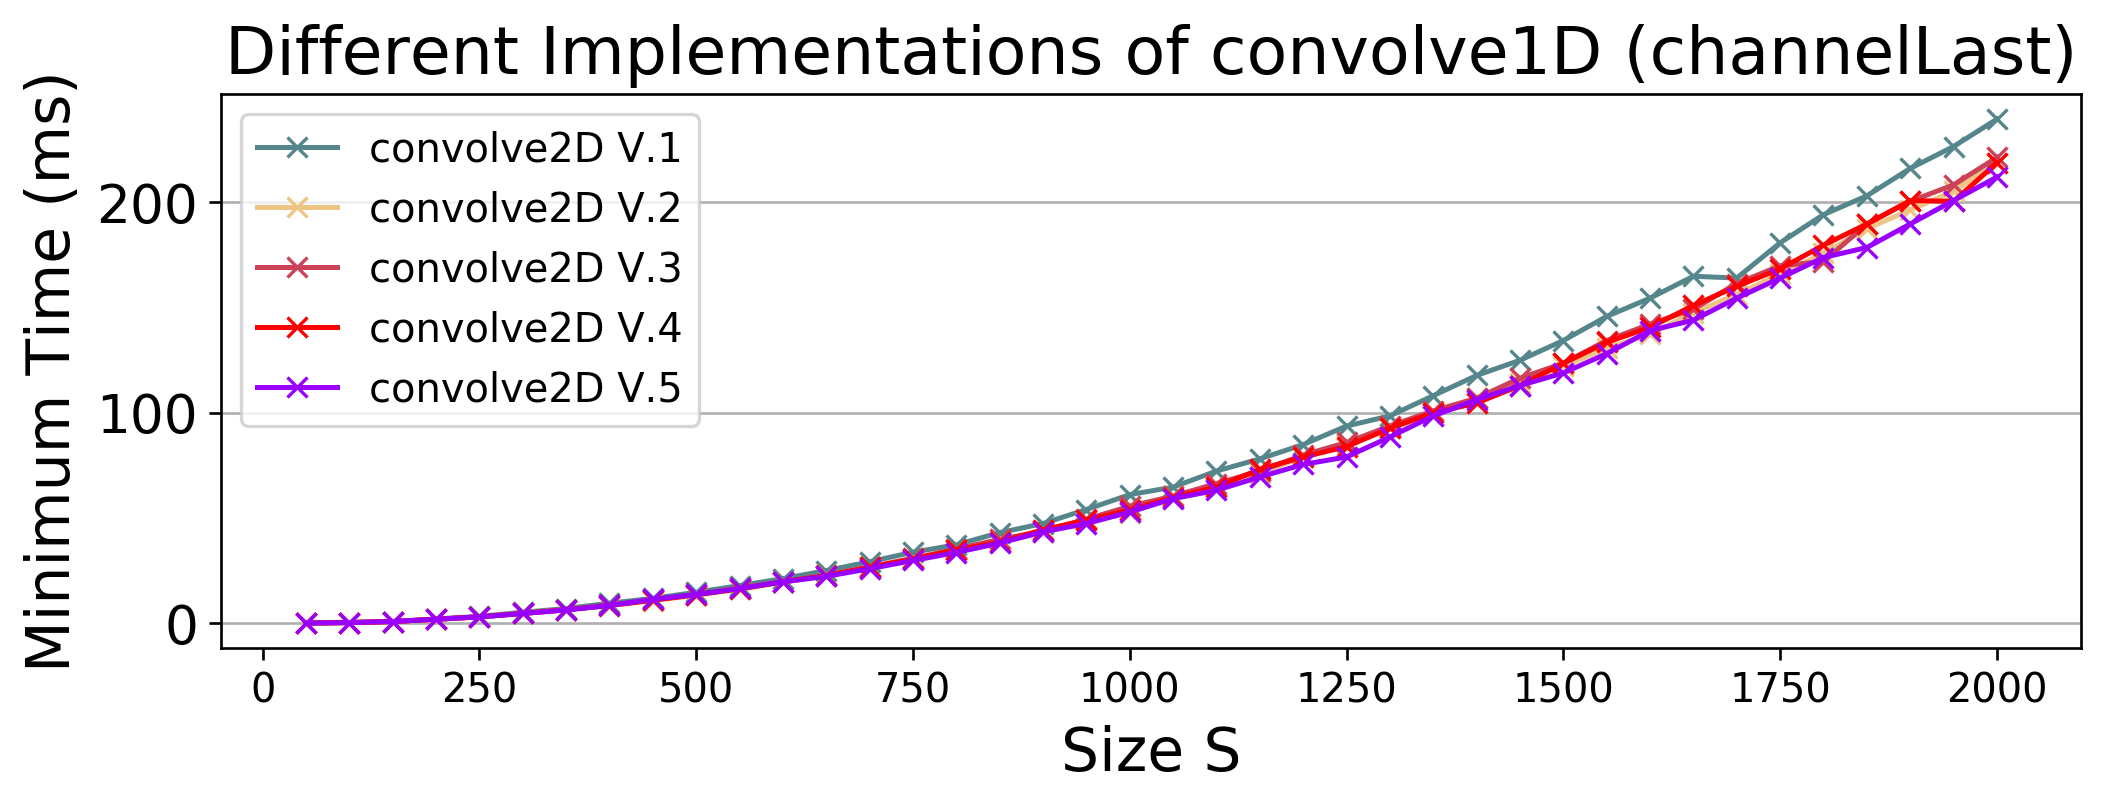 Different Implementations of convolve1D (channelLast)
Minimum Time (ms)
200
100
0
convolve2D V.1
convolve2D V.2
convolve2D V.3
convolve2D V.4
convolve2D V.5
0 250 500 750 1000 1250 1500 1750 2000
Size S